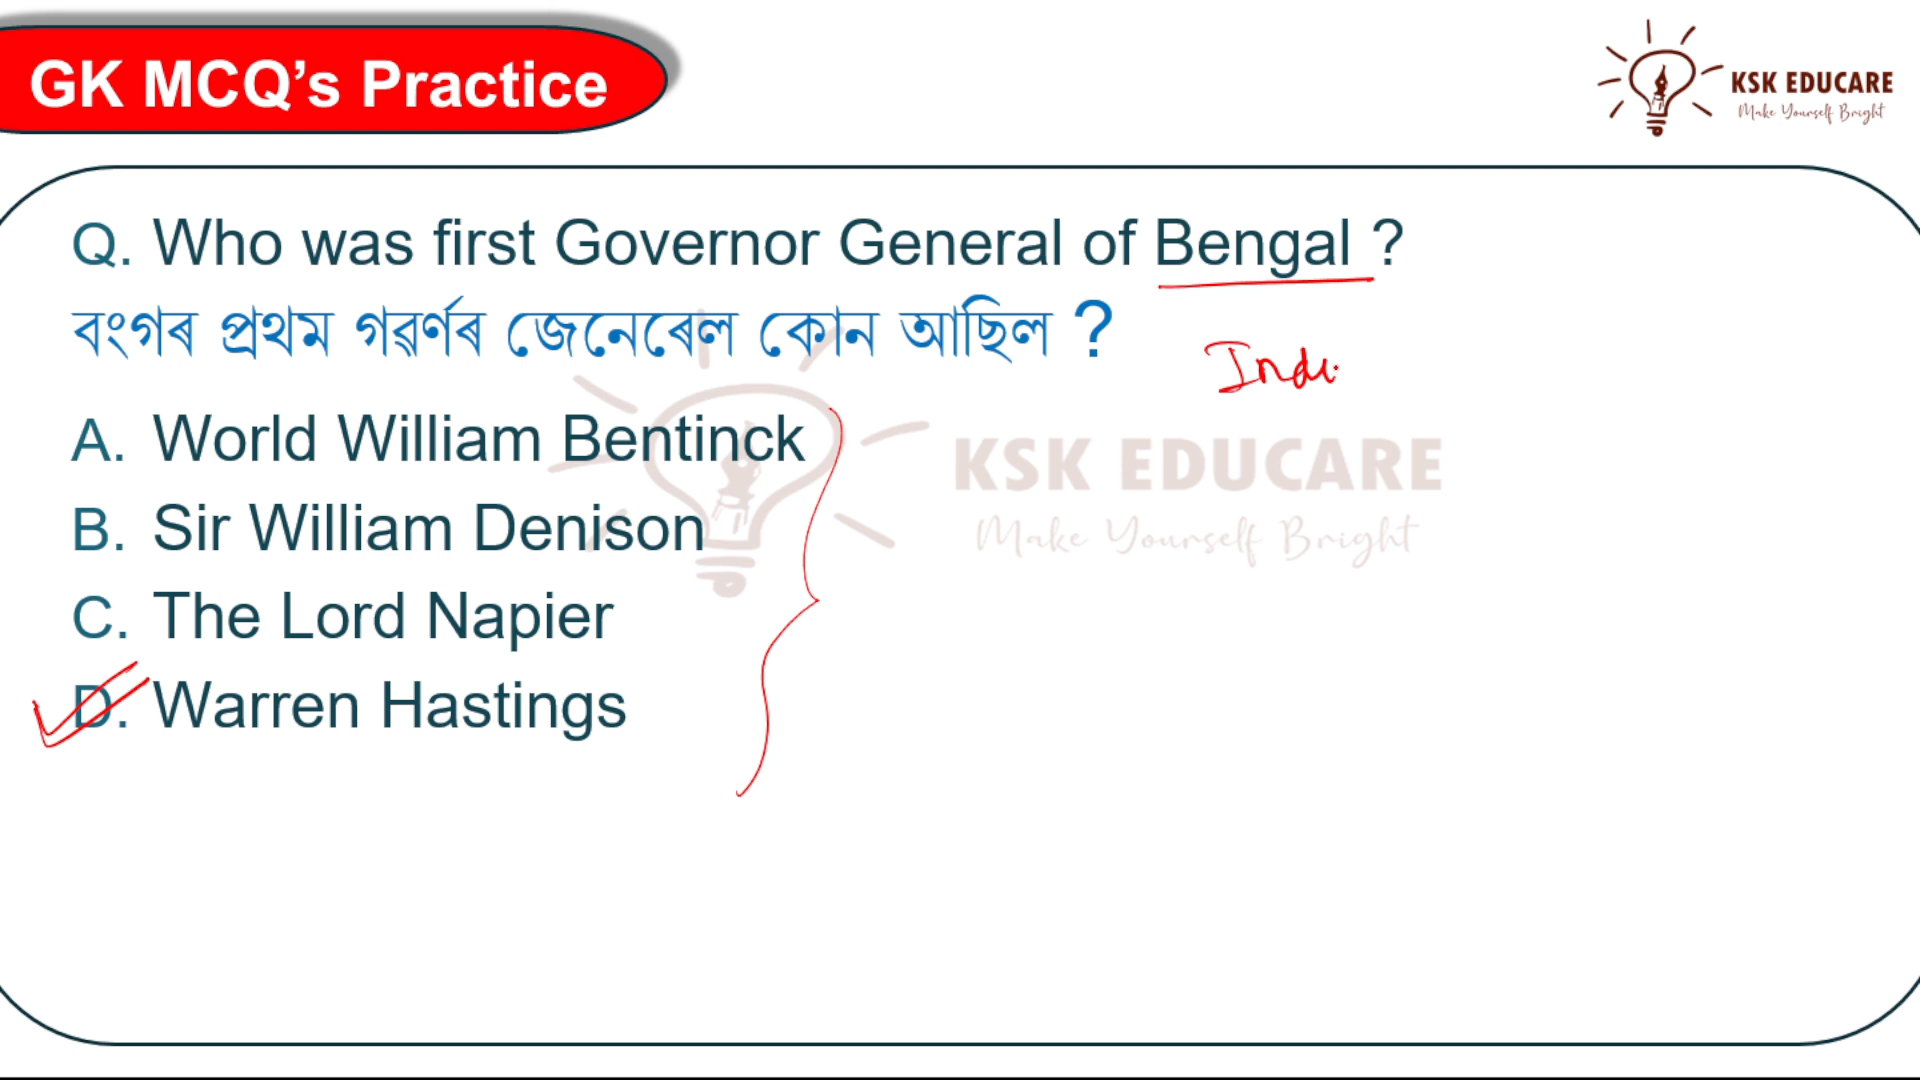 GK MCQ’s Practice
KSK EDUCARE
Make Yourself Bright
Q. Who was first Governor General of Bengal ?
বংগৰ প্ৰথম গৱৰ্ণৰ জেনেৰেল কোন আছিল ?
Indi
A. World William Bentinck
KSK EDUCARE
Make Yourself Bright
B. Sir William Denison
C. The Lord Napier
D. Warren Hastings